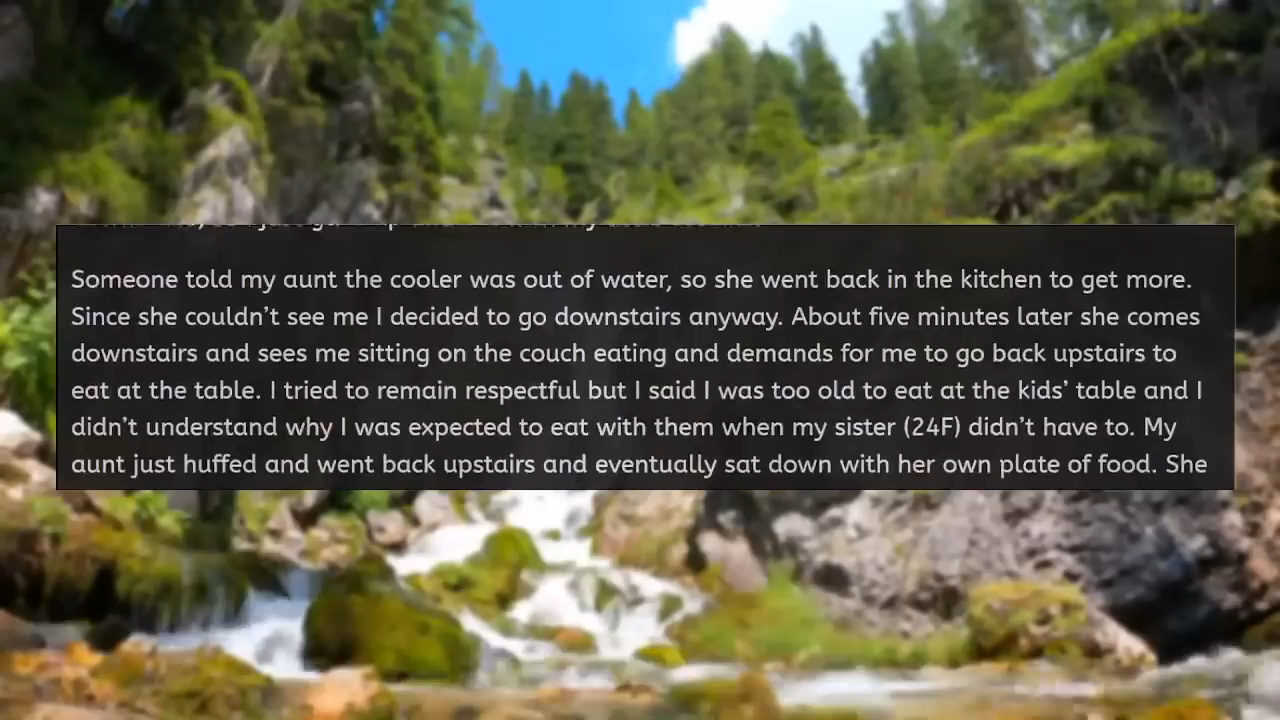 Someone told my aunt the cooler was out of water, so she went back in the kitchen to get more.
Since she couldn’t see me I decided to go downstairs anyway. About five minutes later she comes
downstairs and sees me sitting on the couch eating and demands for me to go back upstairs to
eat at the table. I tried to remain respectful but I said I was too old to eat at the kids’ table and I
didn’t understand why I was expected to eat with them when my sister (24F) didn’t have to. My
aunt just huffed and went back upstairs and eventually sat down with her own plate of food. She